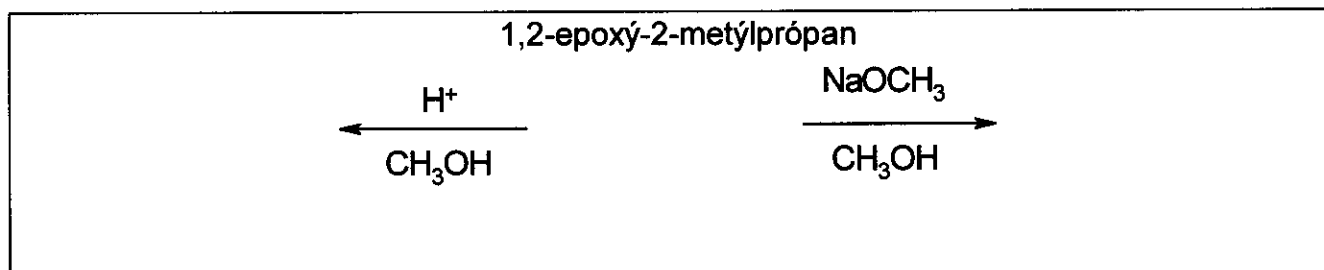 1,2-epoxý-2-metýlprópan
H⁺
CH₃OH
NaOCH₃
CH₃OH